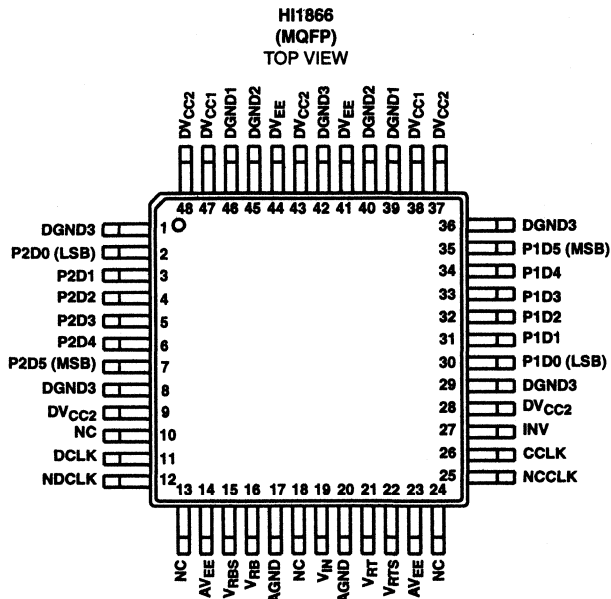 HI1866
(MQFP)
TOP VIEW
DVCC2
DVCC1
DGND1
DGND2
DVEE
DVCC2
DGND3
DVEE
DGND2
DGND1
DVCC1
DVCC2
48 47 46 45 44 43 42 41 40 39 38 37
DGND3 1
P2D0 (LSB) 2
P2D1 3
P2D2 4
P2D3 5
P2D4 6
P2D5 (MSB) 7
DGND3 8
DVCC2 9
NC 10
DCLK 11
NDCLK 12
36 DGND3
35 P1D5 (MSB)
34 P1D4
33 P1D3
32 P1D2
31 P1D1
30 P1D0 (LSB)
29 DGND3
28 DVCC2
27 INV
26 CCLK
25 NCCLK
13 14 15 16 17 18 19 20 21 22 23 24
NC
AVEE
VRBS
VRB
AGND
NC
VIN
AGND
VRT
VRTS
AVEE
NC